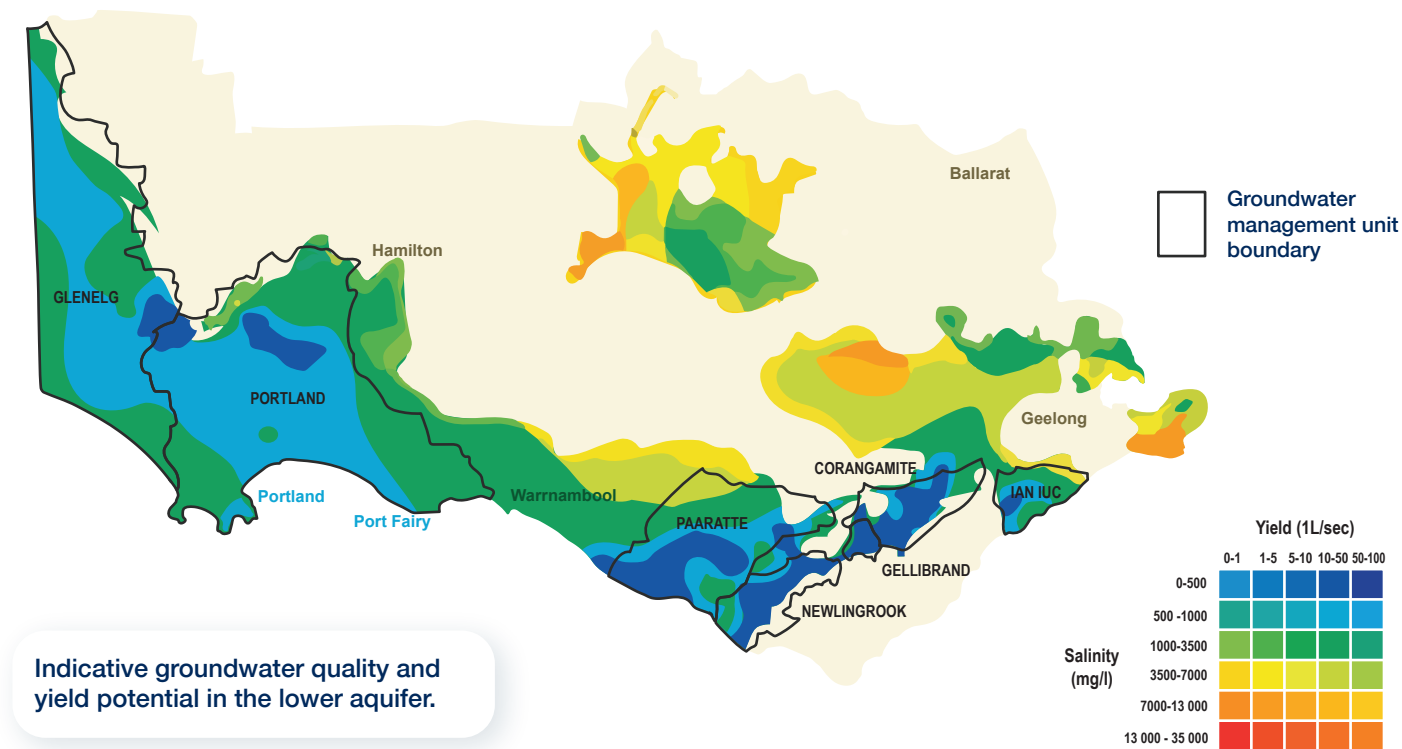 Ballarat
Groundwater
management unit
boundary
Hamilton
GLENELG
PORTLAND
Geelong
CORANGAMITE
Portland
Warrnambool
IAN IUC
Port Fairy
PAARATTE
GELLIBRAND
NEWLINGROOK
Indicative groundwater quality and
yield potential in the lower aquifer.
Yield (1L/sec)
0-1 1-5 5-10 10-50 50-100
Salinity
(mg/l)
0-500
500 -1000
1000-3500
3500-7000
7000-13 000
13 000 - 35 000